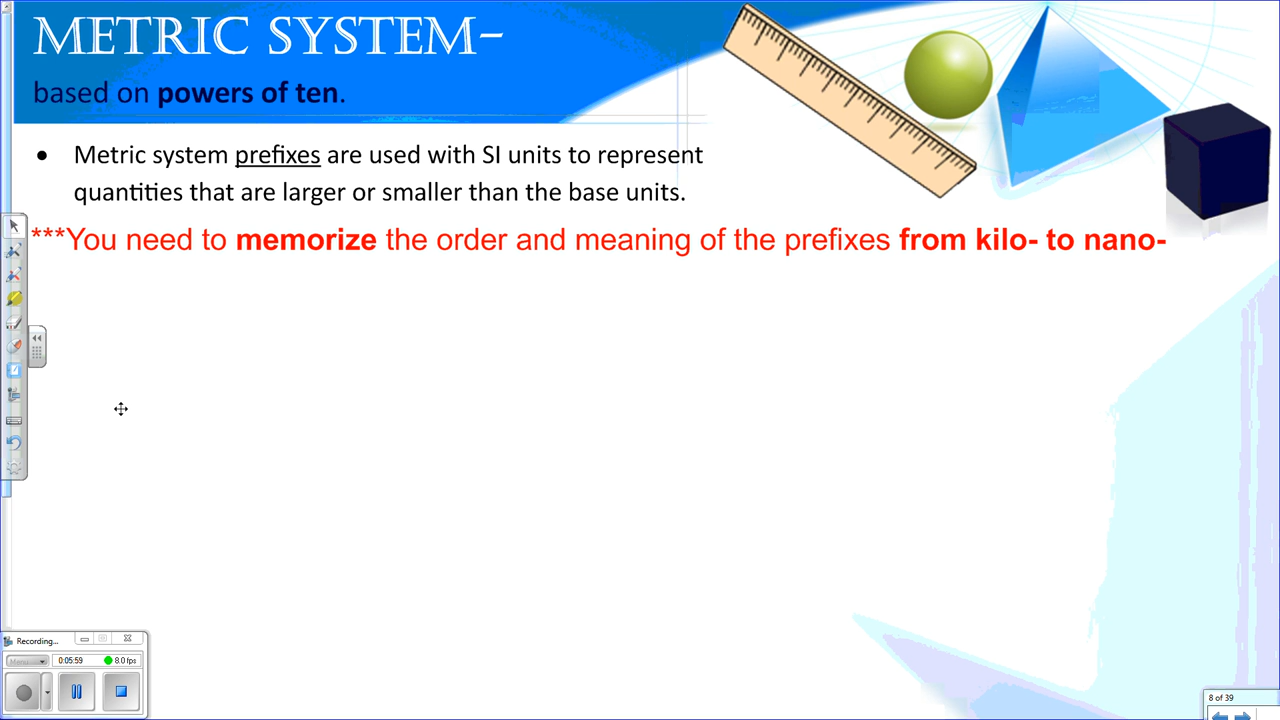 METRIC SYSTEM-
based on powers of ten.
• Metric system prefixes are used with SI units to represent
quantities that are larger or smaller than the base units.
***You need to memorize the order and meaning of the prefixes from kilo- to nano-
Recording...
0:05:59 8.0 fps
8 of 39